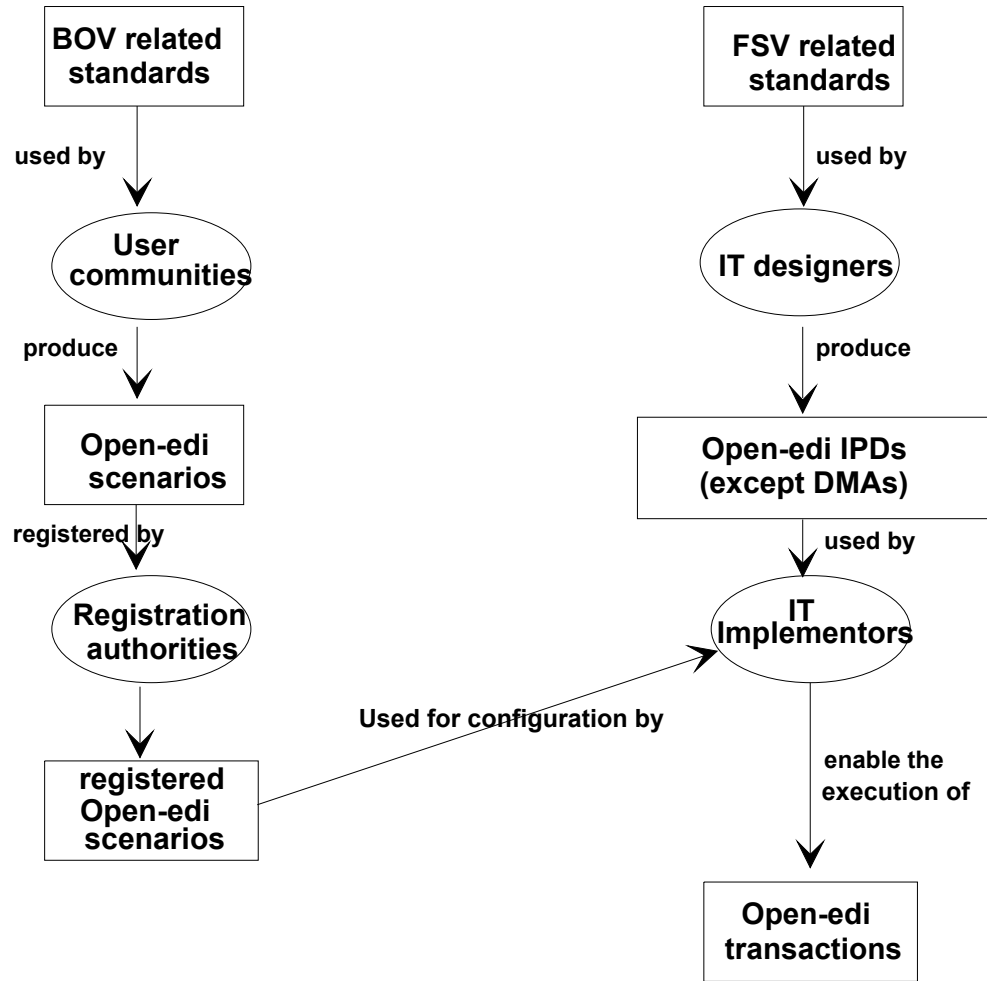 BOV related
standards
used by
User
communities
produce
Open-edi
scenarios
registered by
Registration
authorities
registered
Open-edi
scenarios
Used for configuration by
FSV related
standards
used by
IT designers
produce
Open-edi IPDs
(except DMAs)
used by
IT
Implementors
enable the
execution of
Open-edi
transactions